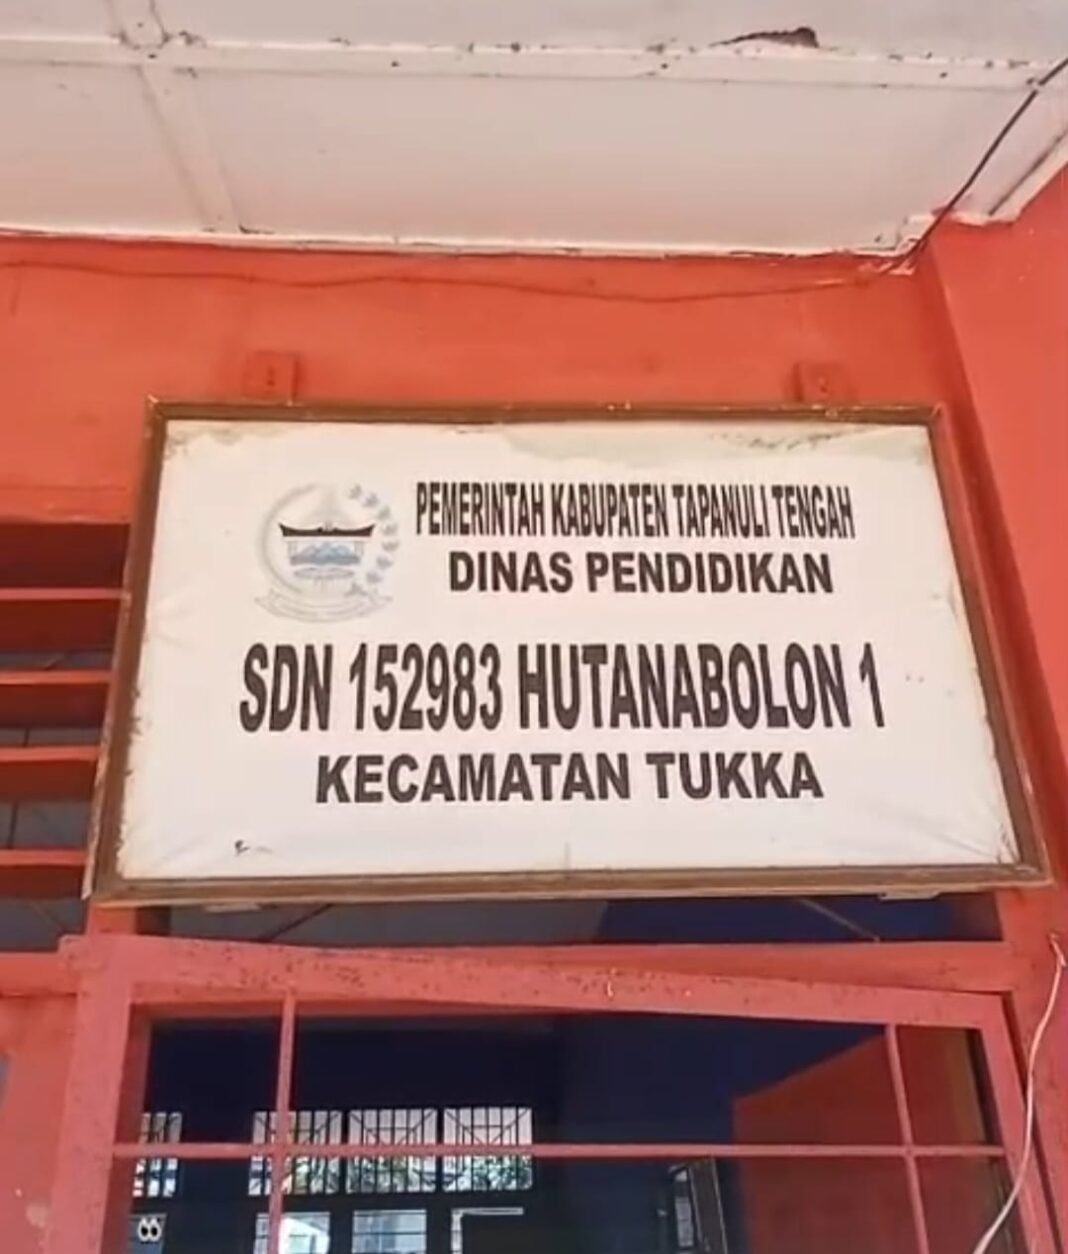 PEMERINTAH KABUPATEN TAPANULI TENGAH
DINAS PENDIDIKAN
SDN 152983 HUTANABOLON 1
KECAMATAN TUKKA